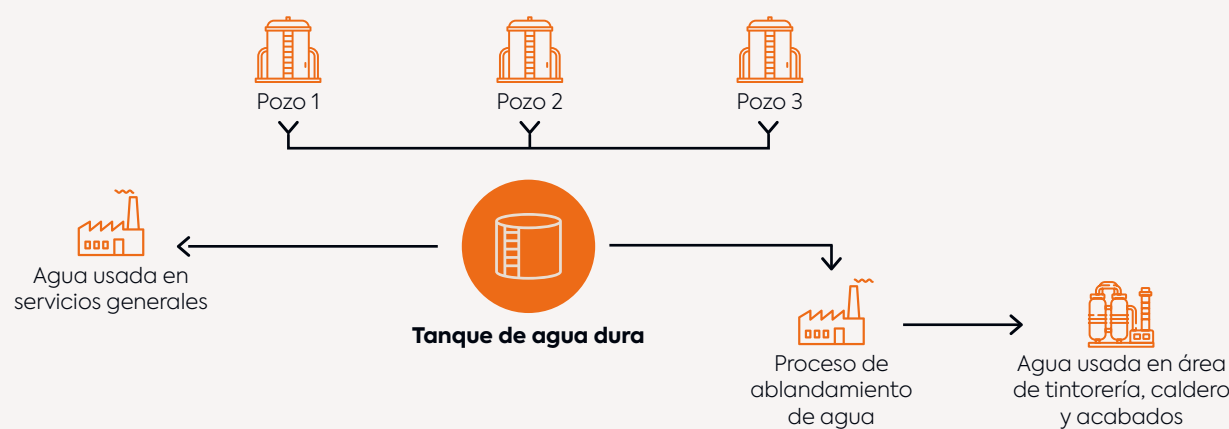 Pozo 1
Pozo 2
Pozo 3
Agua usada en
servicios generales
Tanque de agua dura
Proceso de
ablandamiento
de agua
Agua usada en área
de tintorería, caldero
y acabados